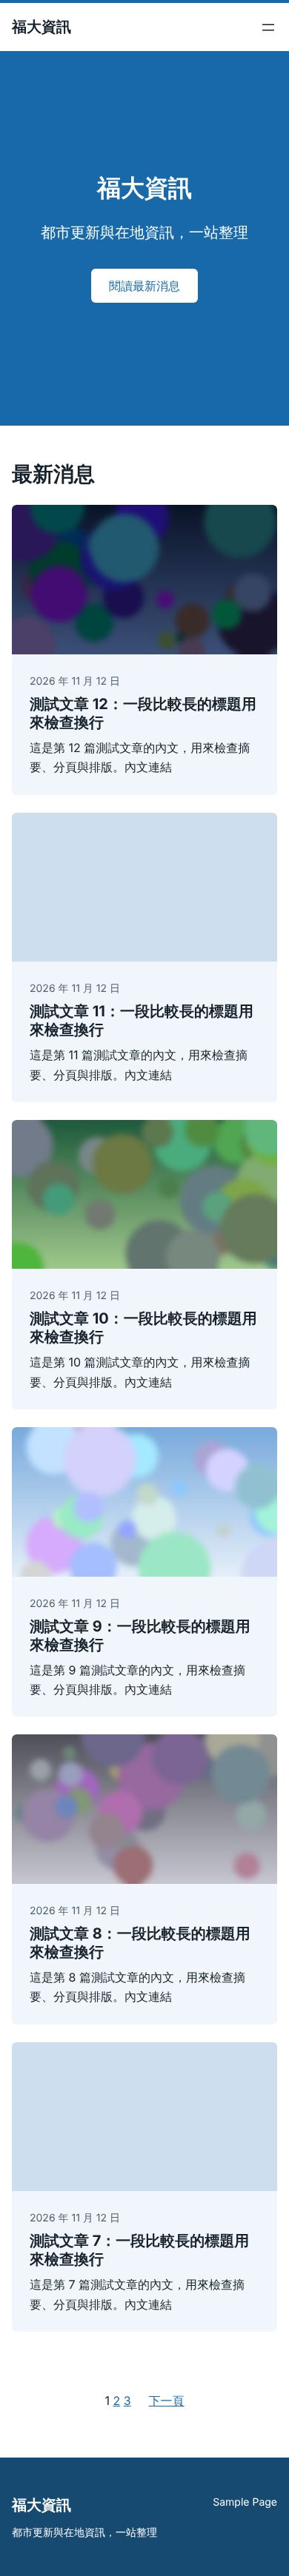 福大資訊
福大資訊
都市更新與在地資訊，一站整理
閱讀最新消息
最新消息
2026 年 11 月 12 日
測試文章 12：一段比較長的標題用
來檢查換行
這是第 12 篇測試文章的內文，用來檢查摘
要、分頁與排版。內文連結
2026 年 11 月 12 日
測試文章 11：一段比較長的標題用
來檢查換行
這是第 11 篇測試文章的內文，用來檢查摘
要、分頁與排版。內文連結
2026 年 11 月 12 日
測試文章 10：一段比較長的標題用
來檢查換行
這是第 10 篇測試文章的內文，用來檢查摘
要、分頁與排版。內文連結
2026 年 11 月 12 日
測試文章 9：一段比較長的標題用
來檢查換行
這是第 9 篇測試文章的內文，用來檢查摘
要、分頁與排版。內文連結
2026 年 11 月 12 日
測試文章 8：一段比較長的標題用
來檢查換行
這是第 8 篇測試文章的內文，用來檢查摘
要、分頁與排版。內文連結
2026 年 11 月 12 日
測試文章 7：一段比較長的標題用
來檢查換行
這是第 7 篇測試文章的內文，用來檢查摘
要、分頁與排版。內文連結
1 2 3 下一頁
福大資訊
Sample Page
都市更新與在地資訊，一站整理